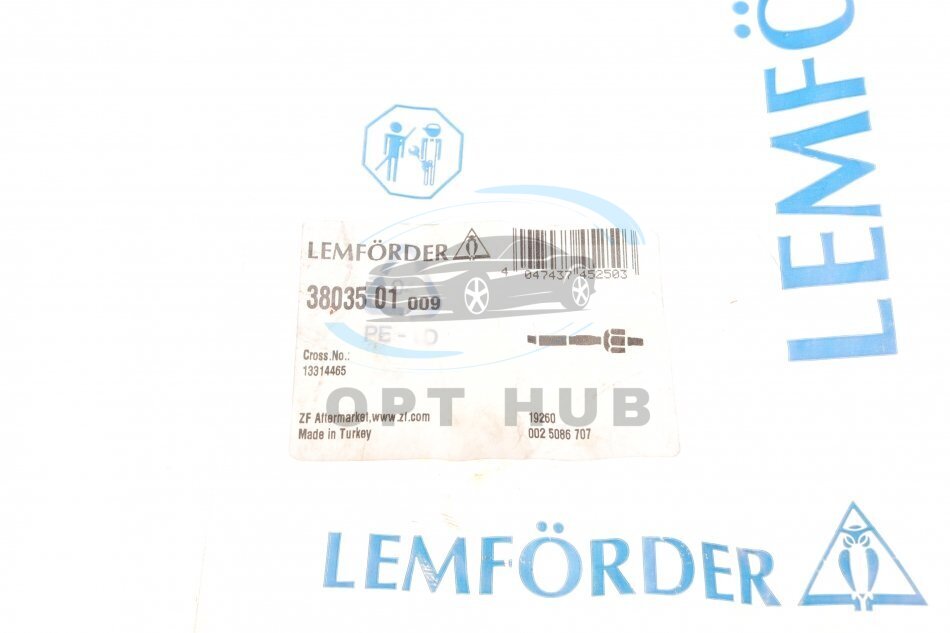 LEMFÖRDER
LEMFÖRDER
4 047437 452503
38035 01 009
Cross.No.:
13314465
OPT HUB
ZF Aftermarket,www.zf.com
Made in Turkey
19260
002 5086 707
LEMFÖRDER